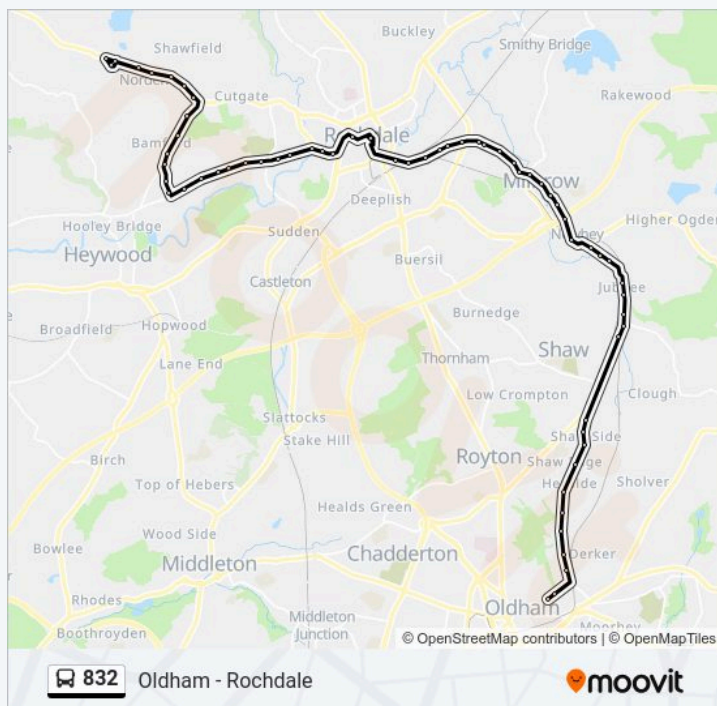 Shawfield
Buckley
Smithy Bridge
Norden
Cutgate
Rakewood
Rochdale
Bamford
Milnrow
Deeplish
Hooley Bridge
Sudden
Newhey
Higher Ogden
Heywood
Castleton
Buersil
Jubilee
Broadfield
Hopwood
Burnedge
Shaw
Lane End
Thornham
Low Crompton
Clough
Slattocks
Stake Hill
Shaw Side
Birch
Royton
Shaw Edge
Top of Hebers
Heyside
Sholver
Healds Green
Wood Side
Chadderton
Bowlee
Middleton
Derker
Rhodes
Oldham
Middleton
Junction
Moorhey
Boothroyden
© OpenStreetMap contributors | © OpenMapTiles
832 Oldham - Rochdale
moovit